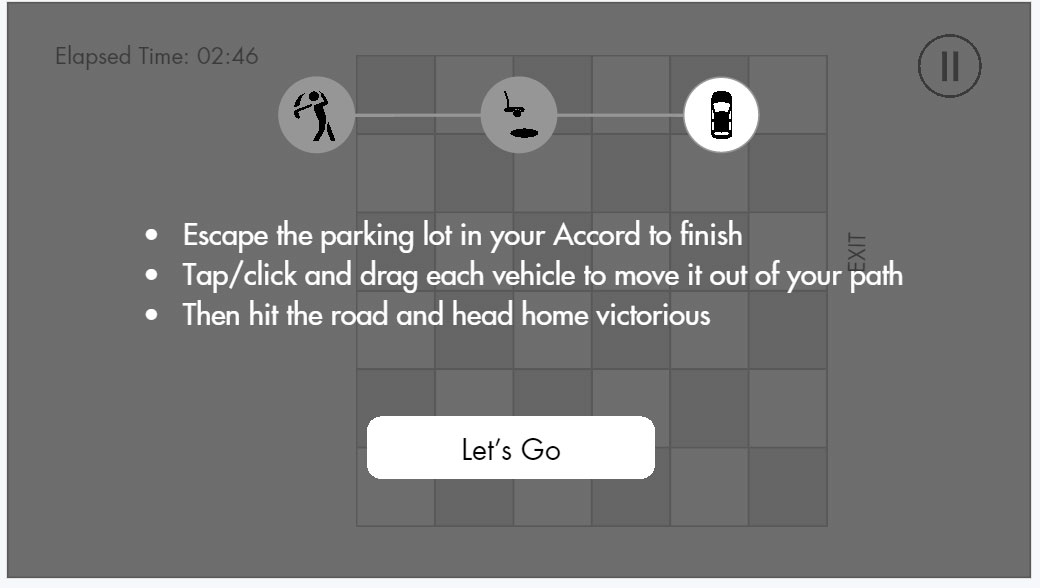 Elapsed Time: 02:46
• Escape the parking lot in your Accord to finish
EXIT
• Tap/click and drag each vehicle to move it out of your path
• Then hit the road and head home victorious
Let's Go